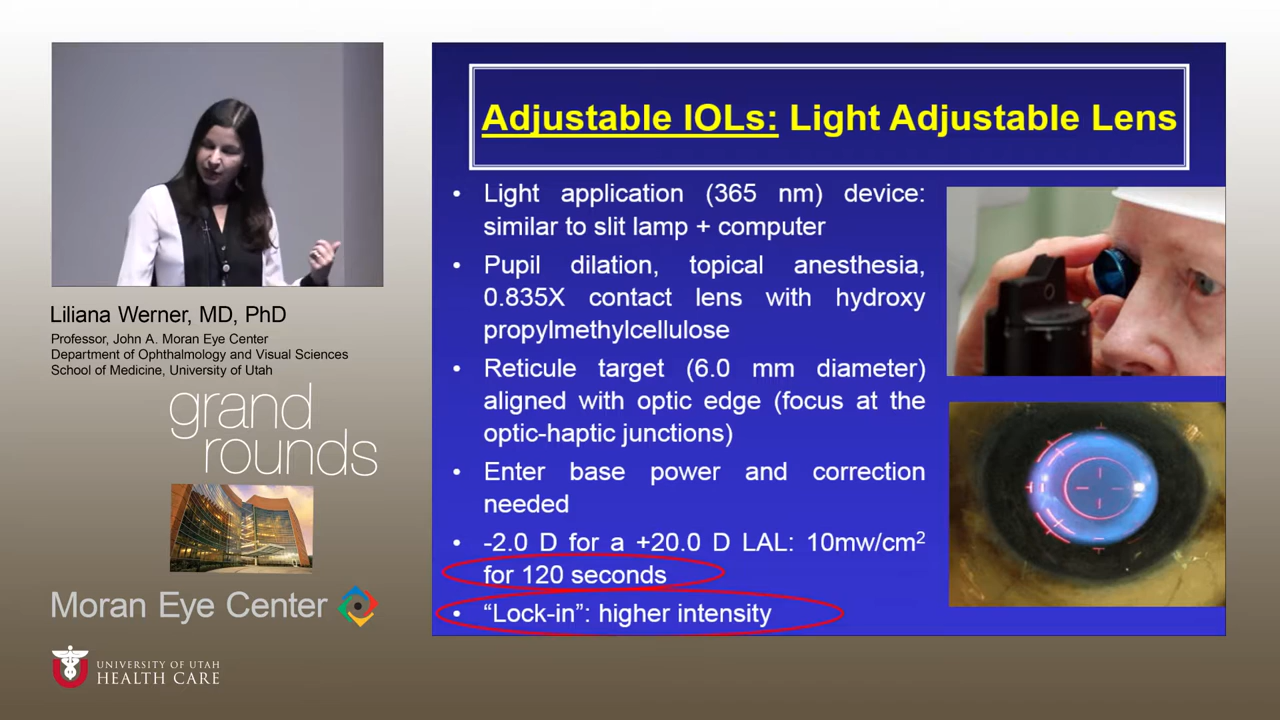 Adjustable IOLs: Light Adjustable Lens
• Light application (365 nm) device:
similar to slit lamp + computer
• Pupil dilation, topical anesthesia,
0.835X contact lens with hydroxy
propylmethylcellulose
• Reticule target (6.0 mm diameter)
aligned with optic edge (focus at the
optic-haptic junctions)
• Enter base power and correction
needed
• -2.0 D for a +20.0 D LAL: 10mw/cm²
for 120 seconds
• “Lock-in”: higher intensity
Liliana Werner, MD, PhD
Professor, John A. Moran Eye Center
Department of Ophthalmology and Visual Sciences
School of Medicine, University of Utah
grand
rounds
Moran Eye Center
UNIVERSITY OF UTAH
HEALTH CARE